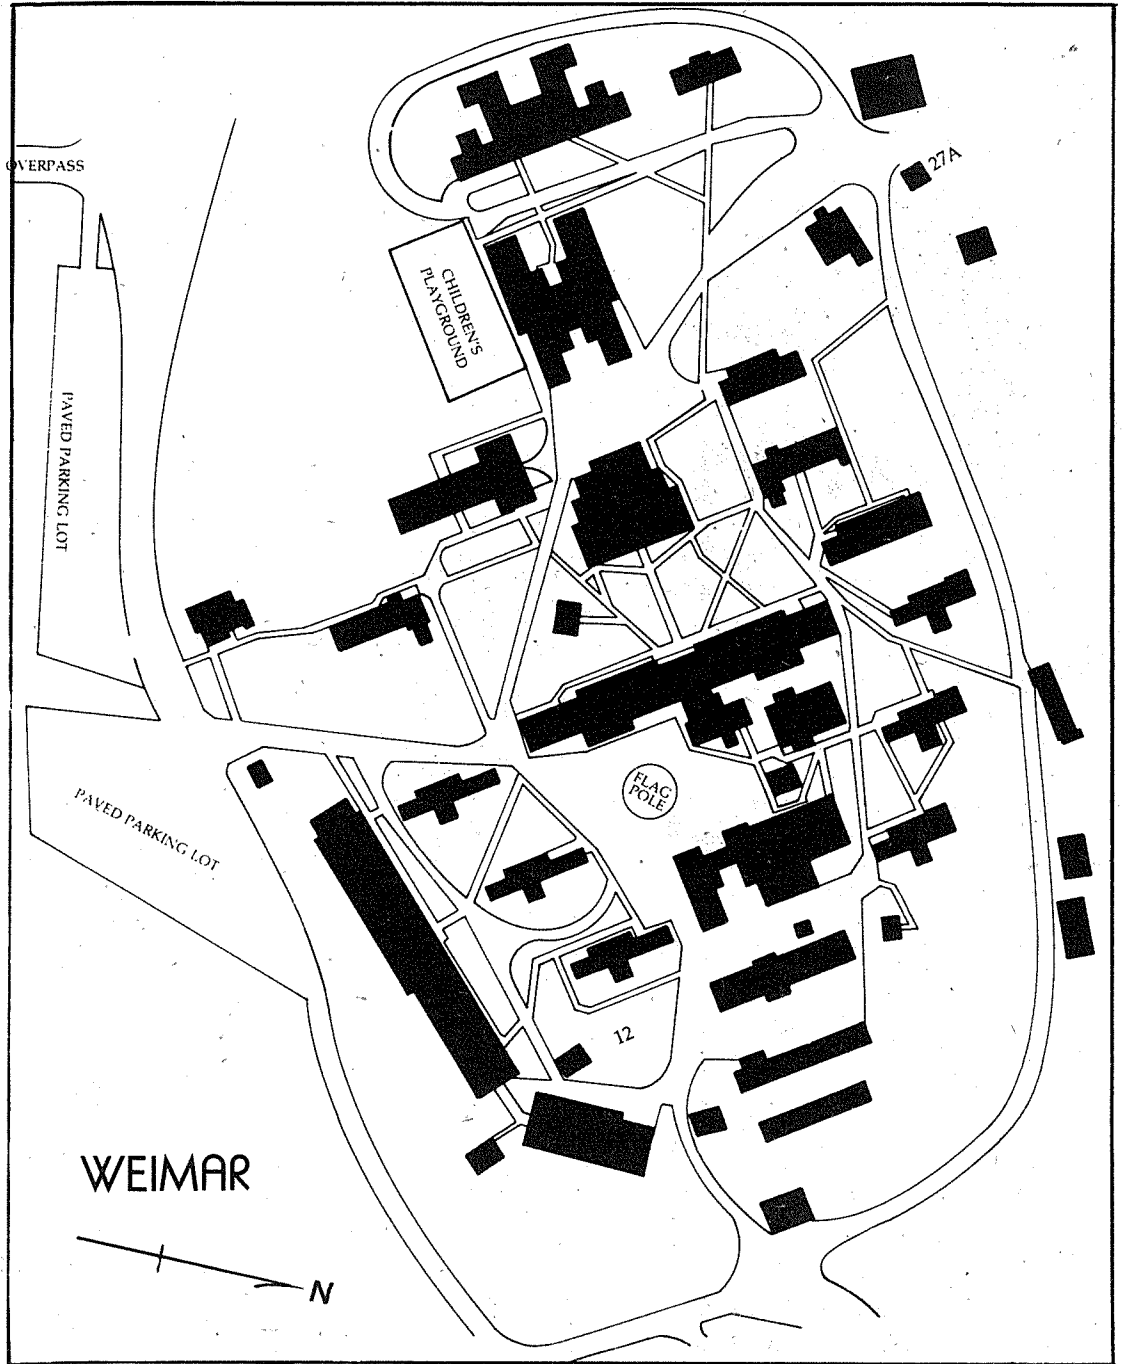 OVERPASS
27A
CHILDREN'S
PLAYGROUND
PAVED PARKING LOT
FLAG
POLE
PAVED PARKING LOT
12
WEIMAR
N